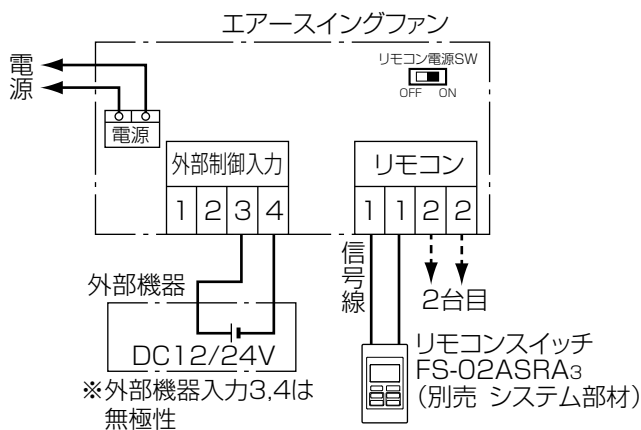 エアースイングファン
電源
リモコン電源SW
OFF ON
電源
外部制御入力
1 2 3 4
リモコン
1 1 2 2
信号線
外部機器
2台目
DC12/24V
※外部機器入力3,4は
無極性
リモコンスイッチ
FS-02ASRA3
(別売 システム部材)